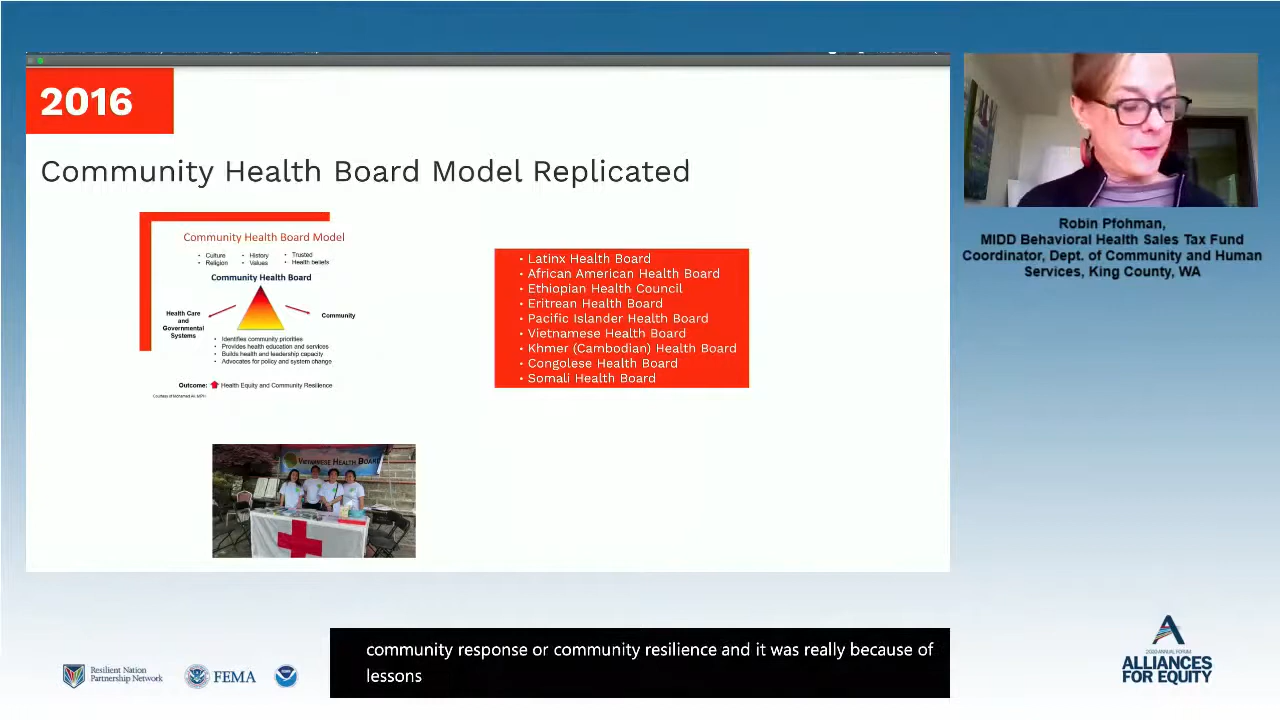 2016
Community Health Board Model Replicated
Community Health Board Model
• Culture • History • Trusted
• Religion • Values • Health beliefs
Community Health Board
Health Care
and
Governmental
Systems
Community
• Identifies community priorities
• Provides health education and services
• Builds health and leadership capacity
• Advocates for policy and system change
Outcome: Health Equity and Community Resilience
• Latinx Health Board
• African American Health Board
• Ethiopian Health Council
• Eritrean Health Board
• Pacific Islander Health Board
• Vietnamese Health Board
• Khmer (Cambodian) Health Board
• Congolese Health Board
• Somali Health Board
VIETNAMESE HEALTH BOARD
Robin Pfohman,
MIDD Behavioral Health Sales Tax Fund
Coordinator, Dept. of Community and Human
Services, King County, WA
community response or community resilience and it was really because of
lessons
Resilient Nation
Partnership Network
FEMA
ALLIANCES
FOR EQUITY